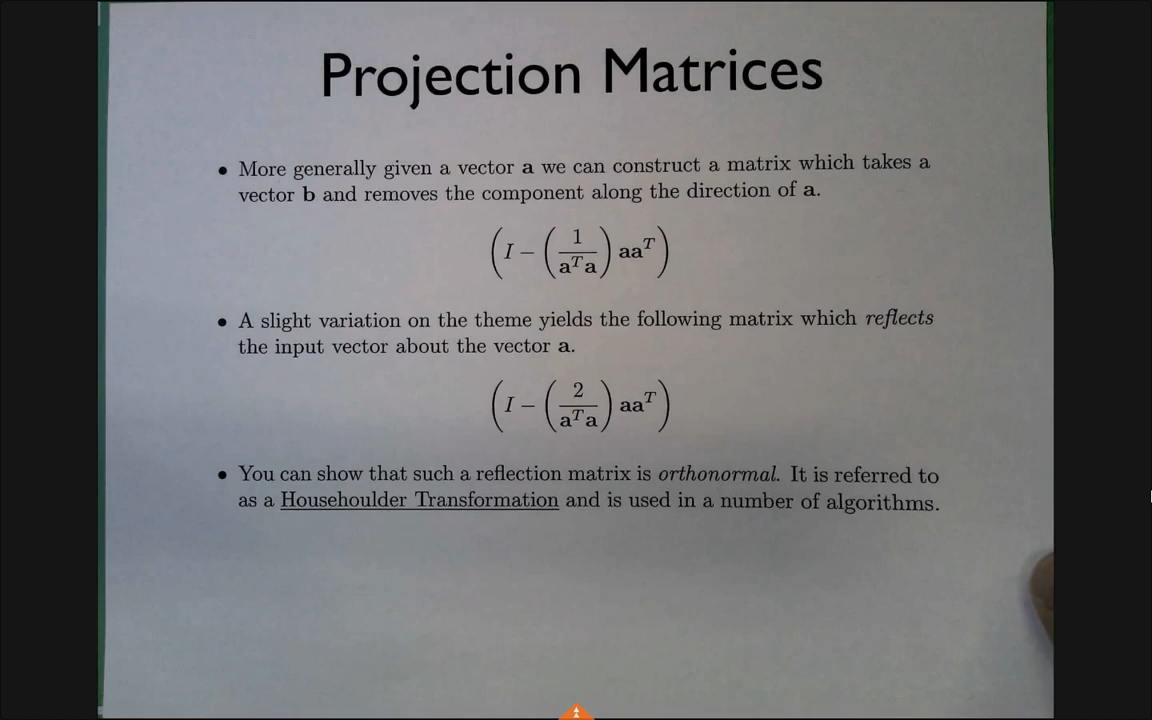 Projection Matrices
• More generally given a vector a we can construct a matrix which takes a
vector b and removes the component along the direction of a.
(I − (1/aᵀa) aaᵀ)
• A slight variation on the theme yields the following matrix which reflects
the input vector about the vector a.
(I − (2/aᵀa) aaᵀ)
• You can show that such a reflection matrix is orthonormal. It is referred to
as a Househoulder Transformation and is used in a number of algorithms.